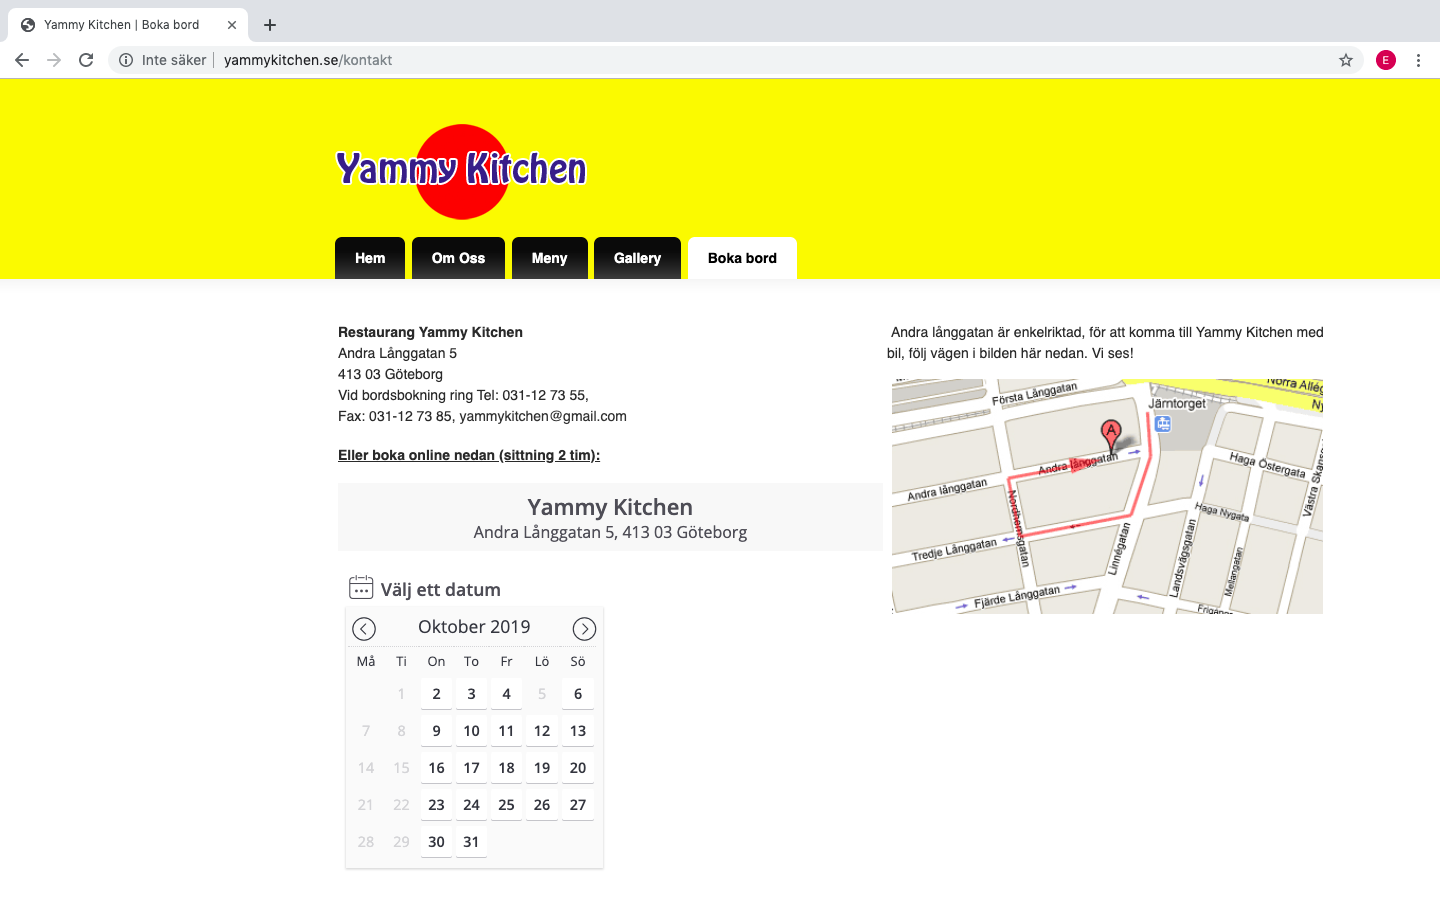 Yammy Kitchen | Boka bord
Inte säker
yammykitchen.se/kontakt
E
Yammy Kitchen
Hem
Om Oss
Meny
Gallery
Boka bord
Restaurang Yammy Kitchen
Andra Långgatan 5
413 03 Göteborg
Vid bordsbokning ring Tel: 031-12 73 55,
Fax: 031-12 73 85, yammykitchen@gmail.com
Eller boka online nedan (sittning 2 tim):
Yammy Kitchen
Andra Långgatan 5, 413 03 Göteborg
Välj ett datum
Oktober 2019
Må Ti On To Fr Lö Sö
1 2 3 4 5 6
7 8 9 10 11 12 13
14 15 16 17 18 19 20
21 22 23 24 25 26 27
28 29 30 31
Andra långgatan är enkelriktad, för att komma till Yammy Kitchen med
bil, följ vägen i bilden här nedan. Vi ses!
Första Långgatan
Norra Alleg
Ny
Järntorget
A
Andra långgatan
Andra långgatan
Nordhemsgatan
Tredje Långgatan
Fjärde Långgatan
Linnégatan
Landsvägsgatan
Haga Östergata
Haga Nygata
Mellangatan
Västra Skansg